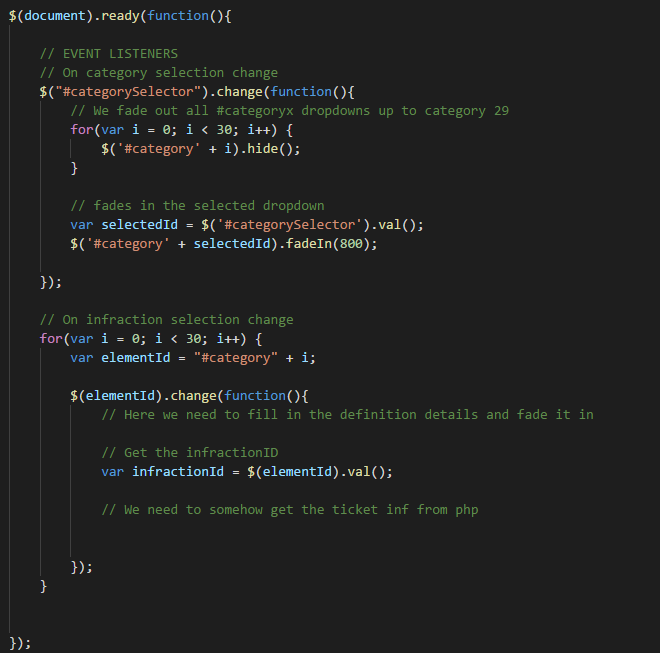 $(document).ready(function(){
// EVENT LISTENERS
// On category selection change
$("#categorySelector").change(function(){
// We fade out all #categoryx dropdowns up to category 29
for(var i = 0; i < 30; i++) {
$('#category' + i).hide();
}
// fades in the selected dropdown
var selectedId = $('#categorySelector').val();
$('#category' + selectedId).fadeIn(800);
});
// On infraction selection change
for(var i = 0; i < 30; i++) {
var elementId = "#category" + i;
$(elementId).change(function(){
// Here we need to fill in the definition details and fade it in
// Get the infractionID
var infractionId = $(elementId).val();
// We need to somehow get the ticket inf from php
});
}
});